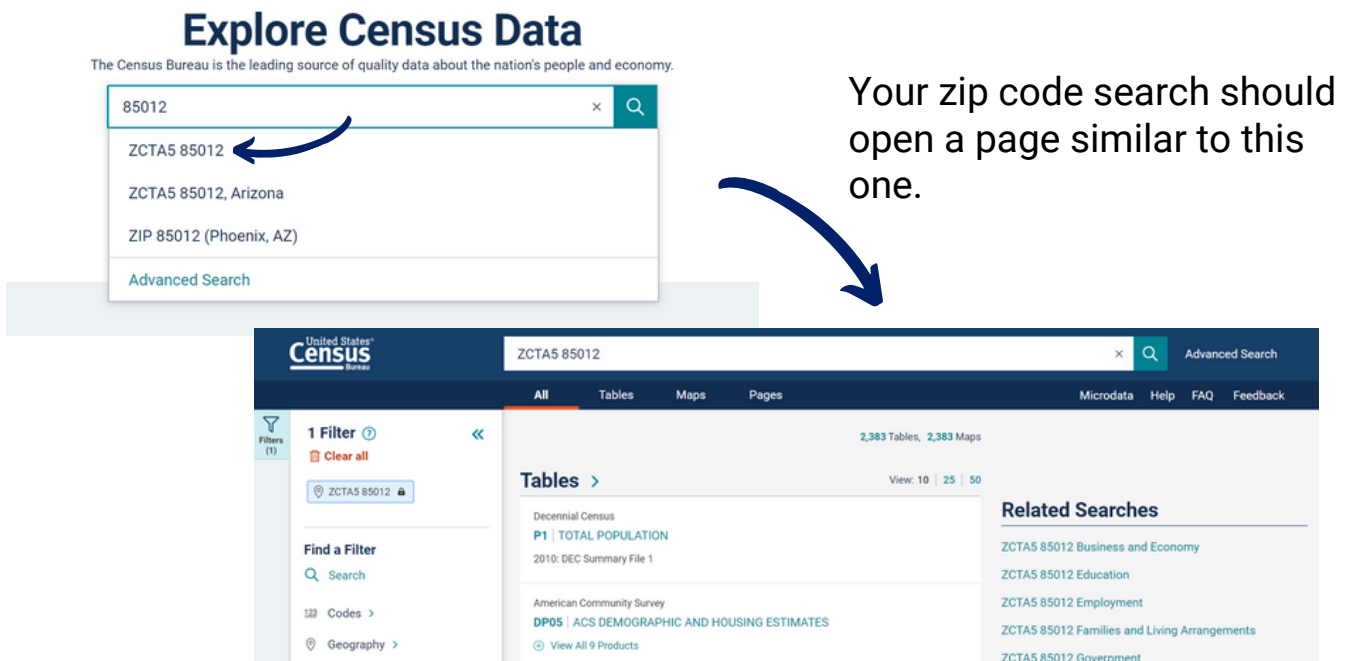 Explore Census Data
The Census Bureau is the leading source of quality data about the nation's people and economy.
85012 ×
ZCTA5 85012
ZCTA5 85012, Arizona
ZIP 85012 (Phoenix, AZ)
Advanced Search
Your zip code search should
open a page similar to this
one.
United States®
Census
Bureau
ZCTA5 85012 ×
Advanced Search
All Tables Maps Pages
Microdata Help FAQ Feedback
Filters
(1)
1 Filter ? «
Clear all
ZCTA5 85012
Find a Filter
Search
123 Codes >
Geography >
2,383 Tables, 2,383 Maps
Tables >
View: 10 | 25 | 50
Decennial Census
P1 | TOTAL POPULATION
2010: DEC Summary File 1
American Community Survey
DP05 | ACS DEMOGRAPHIC AND HOUSING ESTIMATES
View All 9 Products
Related Searches
ZCTA5 85012 Business and Economy
ZCTA5 85012 Education
ZCTA5 85012 Employment
ZCTA5 85012 Families and Living Arrangements
ZCTA5 85012 Government